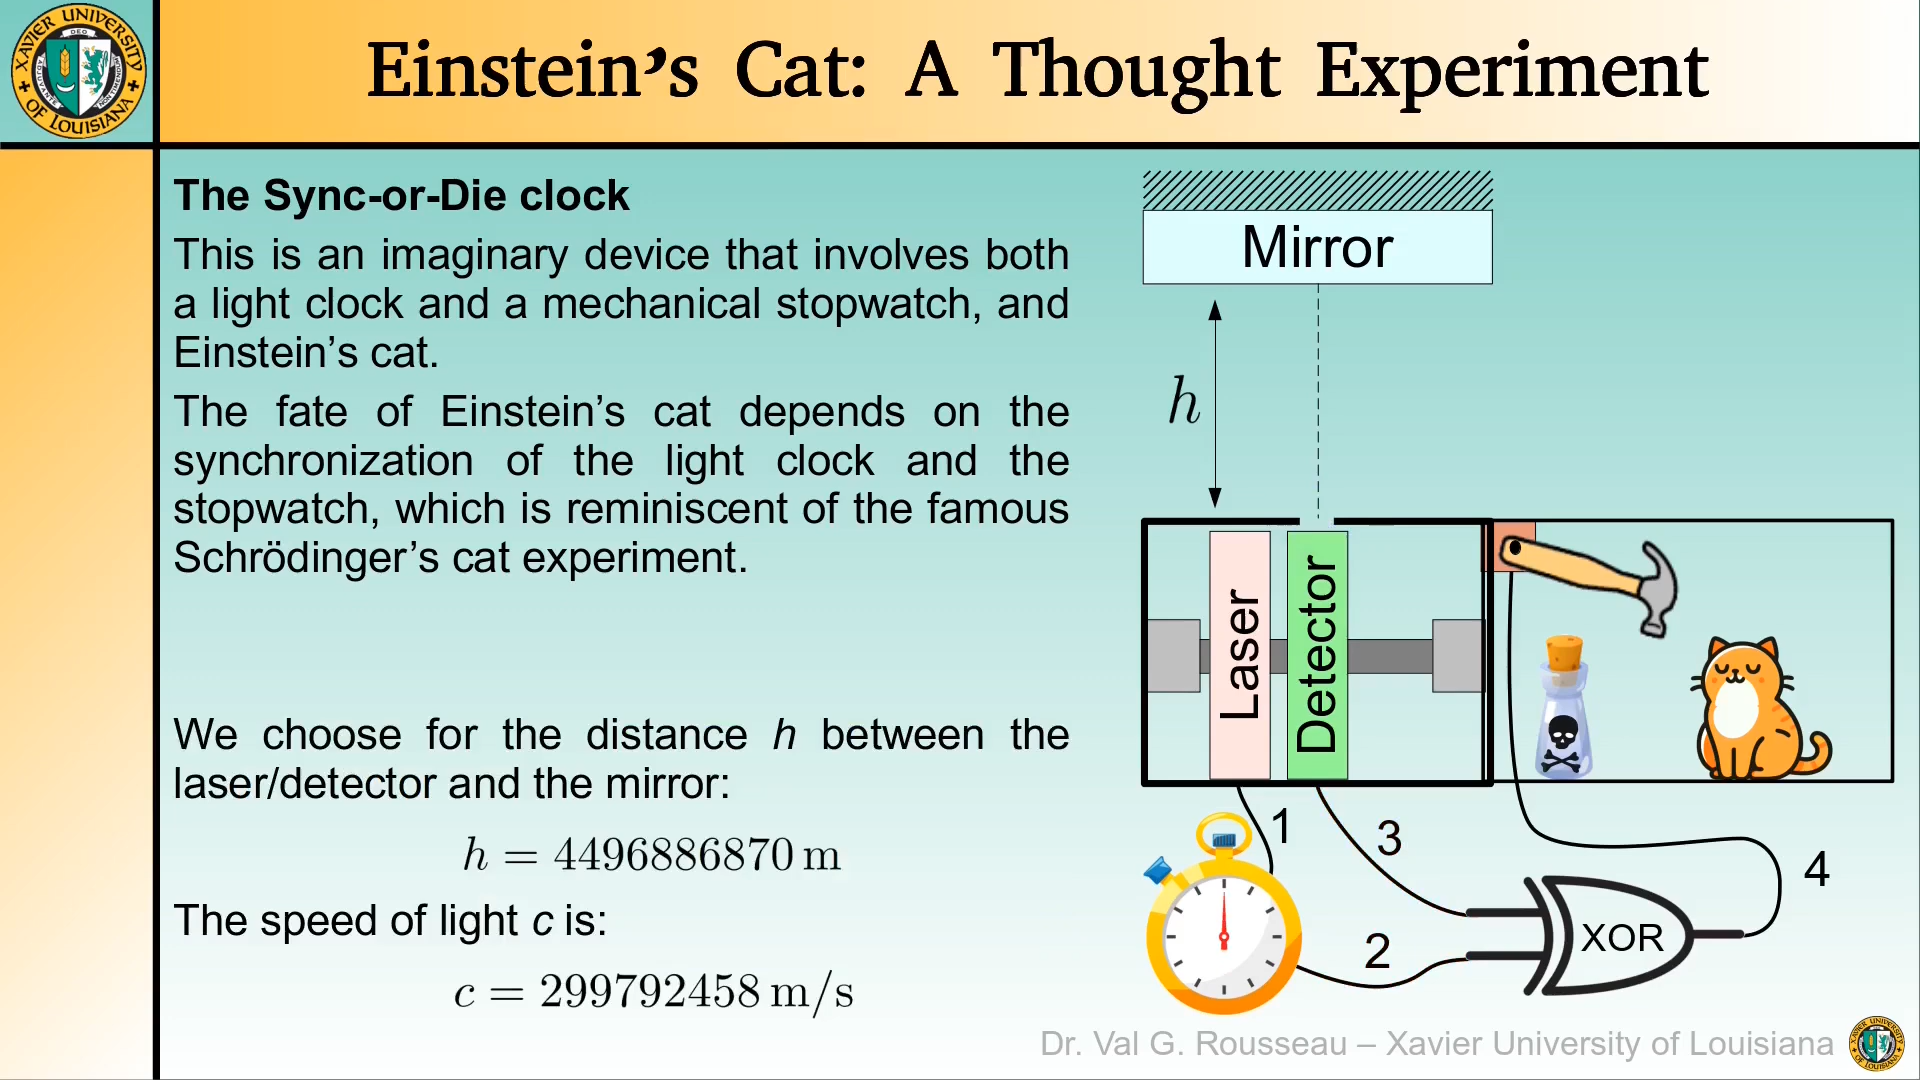 Einstein’s Cat: A Thought Experiment
XAVIER UNIVERSITY
OF LOUISIANA
DEO
The Sync-or-Die clock
This is an imaginary device that involves both
a light clock and a mechanical stopwatch, and
Einstein’s cat.
The fate of Einstein’s cat depends on the
synchronization of the light clock and the
stopwatch, which is reminiscent of the famous
Schrödinger’s cat experiment.
We choose for the distance h between the
laser/detector and the mirror:
h = 4496886870 m
The speed of light c is:
c = 299792458 m/s
Mirror
h
Laser
Detector
1
3
2
4
XOR
Dr. Val G. Rousseau – Xavier University of Louisiana